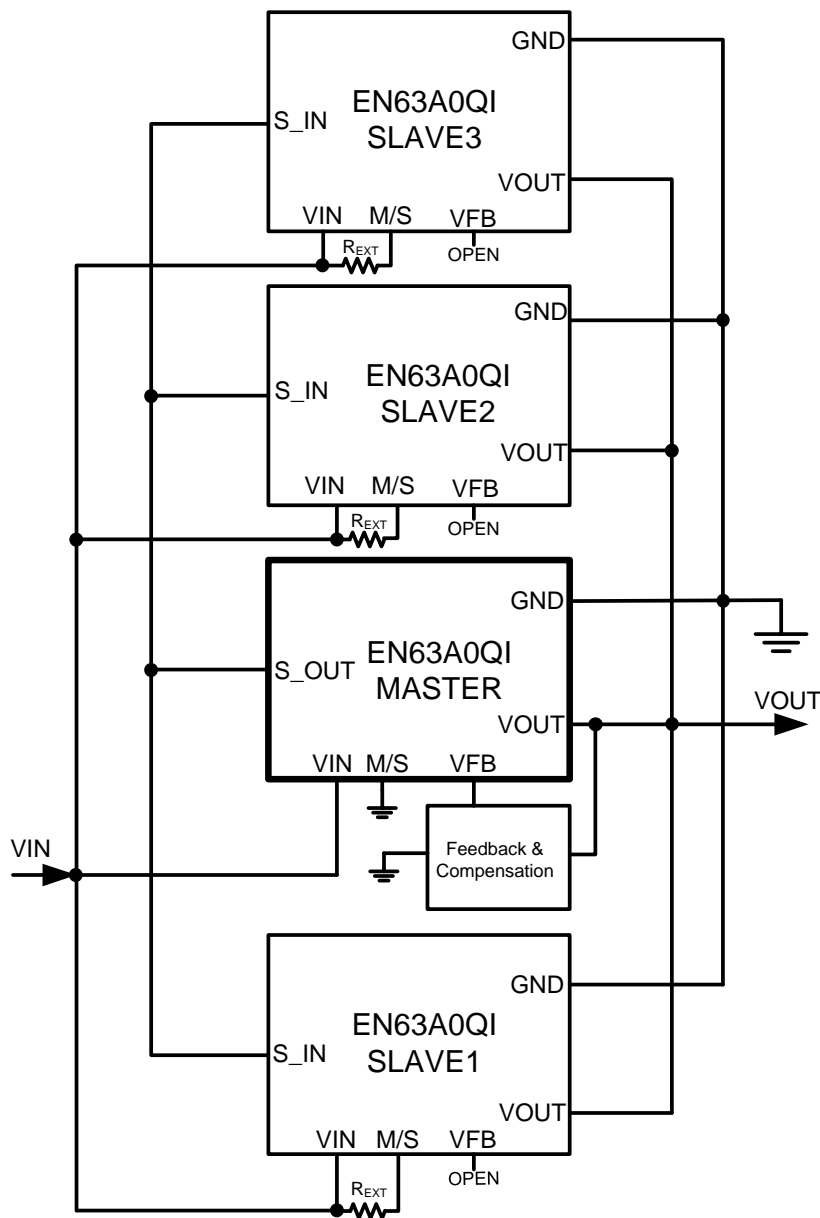 GND
EN63A0QI
SLAVE3
S_IN
VOUT
VIN M/S VFB
REXT
OPEN
GND
EN63A0QI
SLAVE2
S_IN
VOUT
VIN M/S VFB
REXT
OPEN
GND
EN63A0QI
MASTER
S_OUT
VOUT
VOUT
VIN M/S VFB
VIN
Feedback &
Compensation
GND
EN63A0QI
SLAVE1
S_IN
VOUT
VIN M/S VFB
REXT
OPEN